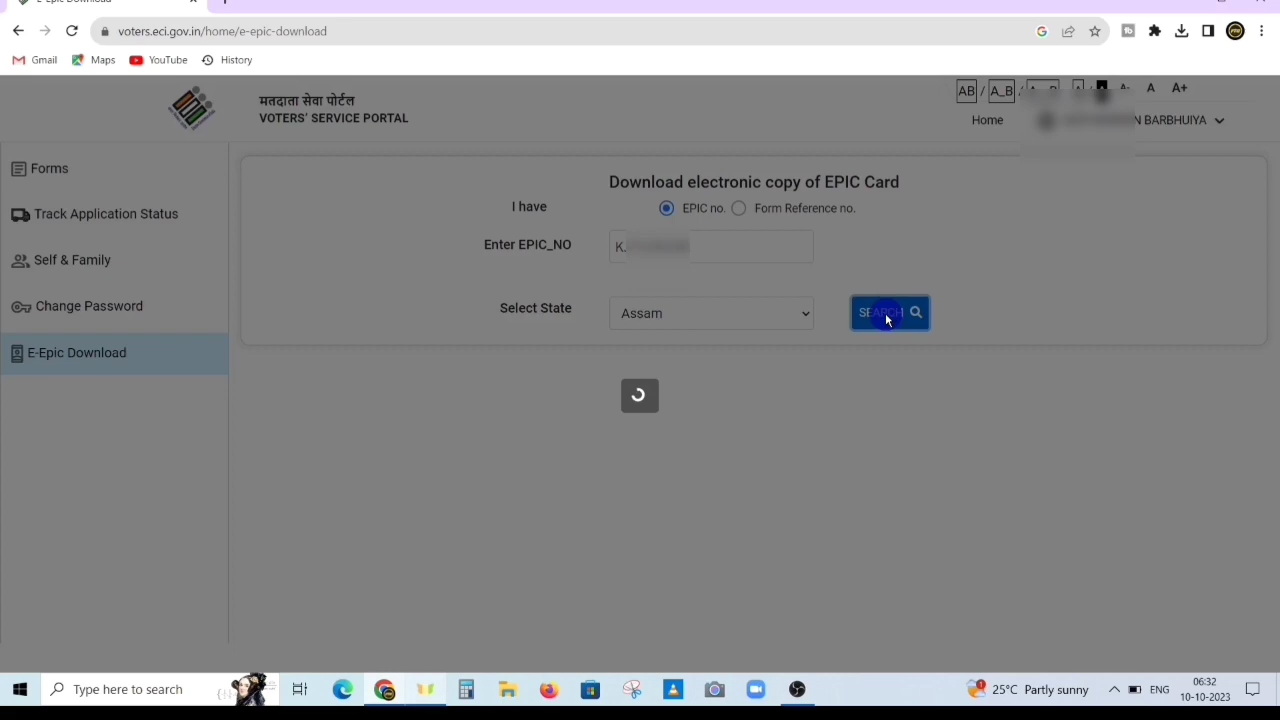 E-Epic Download
voters.eci.gov.in/home/e-epic-download
Gmail Maps YouTube History
मतदाता सेवा पोर्टल
VOTERS' SERVICE PORTAL
AB / A_B / A A- A A+
Home
N BARBHUIYA
Forms
Track Application Status
Self & Family
Change Password
E-Epic Download
Download electronic copy of EPIC Card
I have EPIC no. Form Reference no.
Enter EPIC_NO K.
Select State Assam SEARCH
Type here to search
25°C Partly sunny
ENG
06:32
10-10-2023